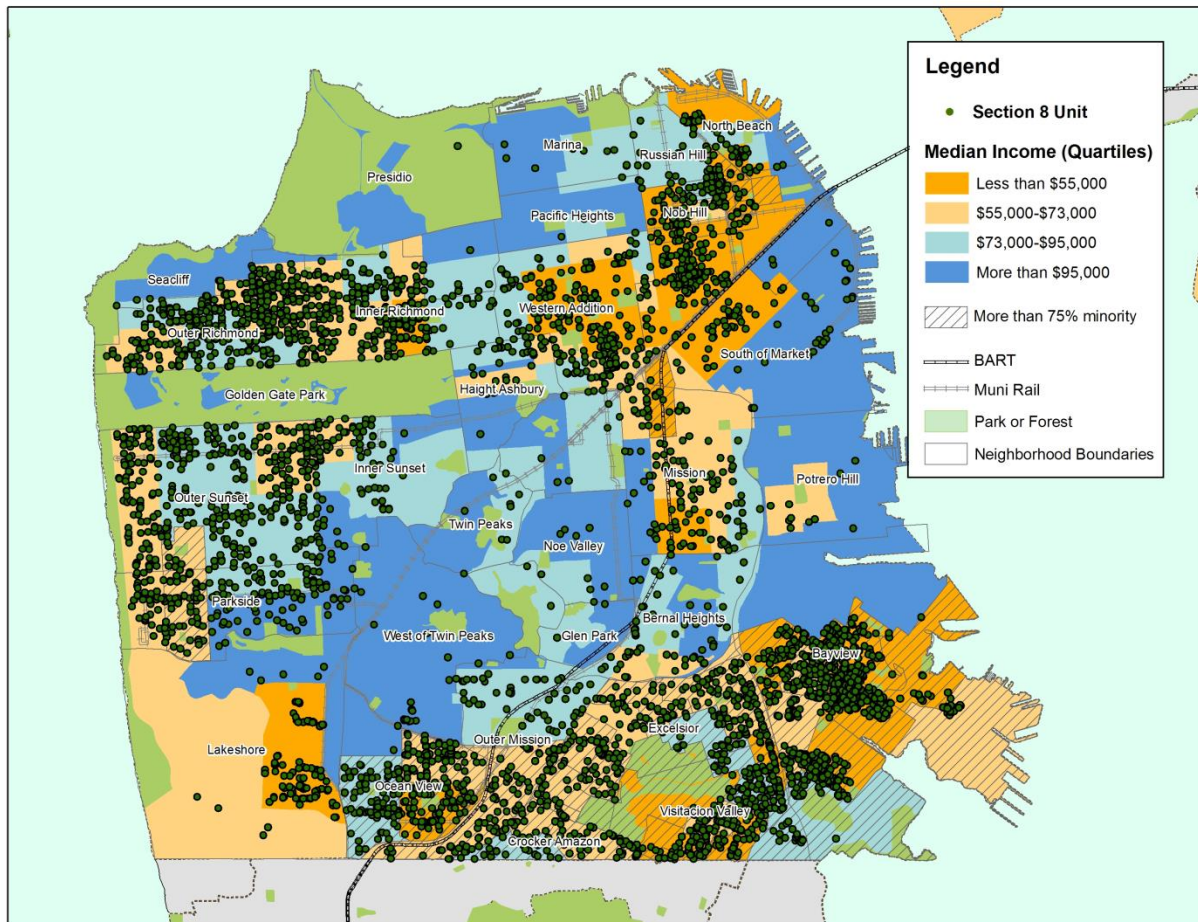 Legend
Section 8 Unit
Median Income (Quartiles)
Less than $55,000
$55,000-$73,000
$73,000-$95,000
More than $95,000
More than 75% minority
BART
Muni Rail
Park or Forest
Neighborhood Boundaries
North Beach
Marina
Russian Hill
Presidio
Nob Hill
Pacific Heights
Seacliff
Western Addition
Inner Richmond
Outer Richmond
South of Market
Haight Ashbury
Golden Gate Park
Inner Sunset
Mission
Potrero Hill
Outer Sunset
Twin Peaks
Noe Valley
Parkside
Bernal Heights
West of Twin Peaks
Glen Park
Bayview
Excelsior
Outer Mission
Lakeshore
Ocean View
Visitacion Valley
Crocker Amazon